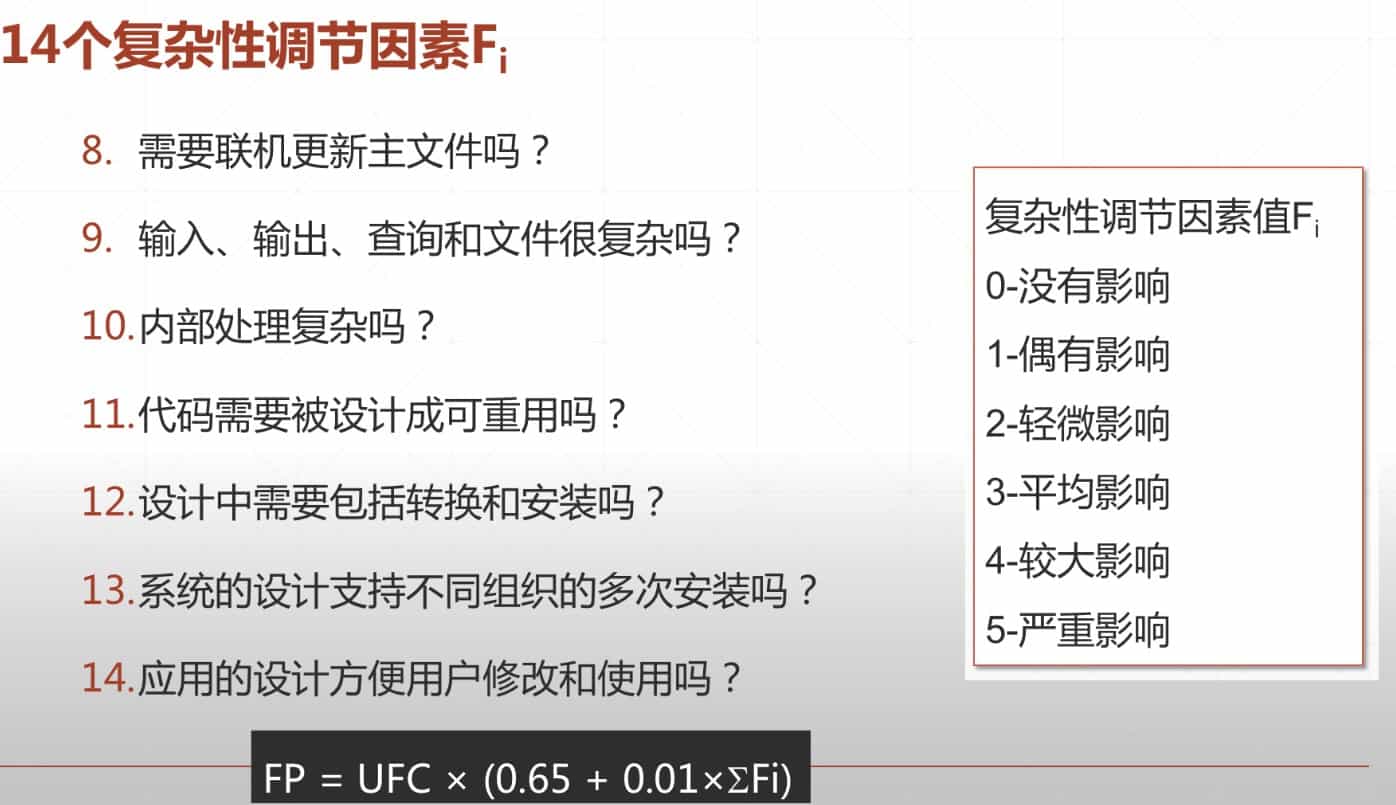 14个复杂性调节因素Fi
8. 需要联机更新主文件吗？
9. 输入、输出、查询和文件很复杂吗？
10.内部处理复杂吗？
11.代码需要被设计成可重用吗？
12.设计中需要包括转换和安装吗？
13.系统的设计支持不同组织的多次安装吗？
14.应用的设计方便用户修改和使用吗？
复杂性调节因素值Fi
0-没有影响
1-偶有影响
2-轻微影响
3-平均影响
4-较大影响
5-严重影响
FP = UFC × (0.65 + 0.01×ΣFi)